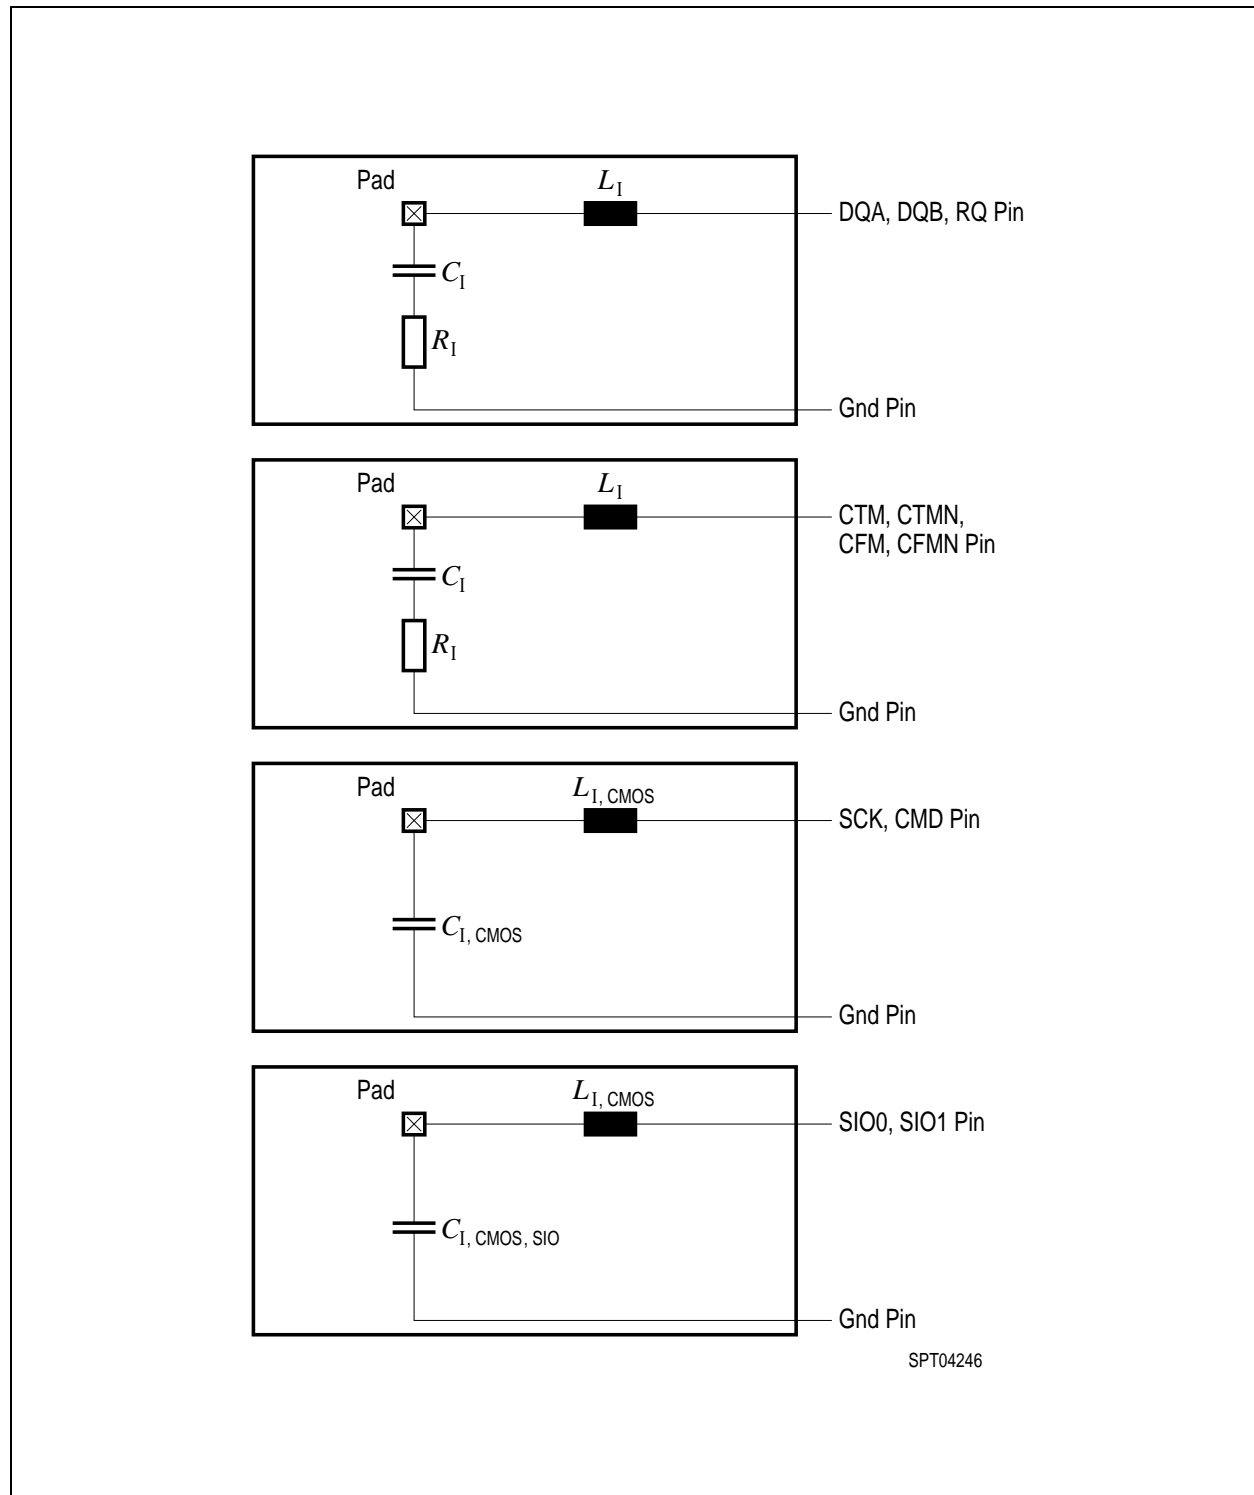 Pad
L_I
DQA, DQB, RQ Pin
C_I
R_I
Gnd Pin
Pad
L_I
CTM, CTMN,
CFM, CFMN Pin
C_I
R_I
Gnd Pin
Pad
L_I, CMOS
SCK, CMD Pin
C_I, CMOS
Gnd Pin
Pad
L_I, CMOS
SIO0, SIO1 Pin
C_I, CMOS, SIO
Gnd Pin
SPT04246